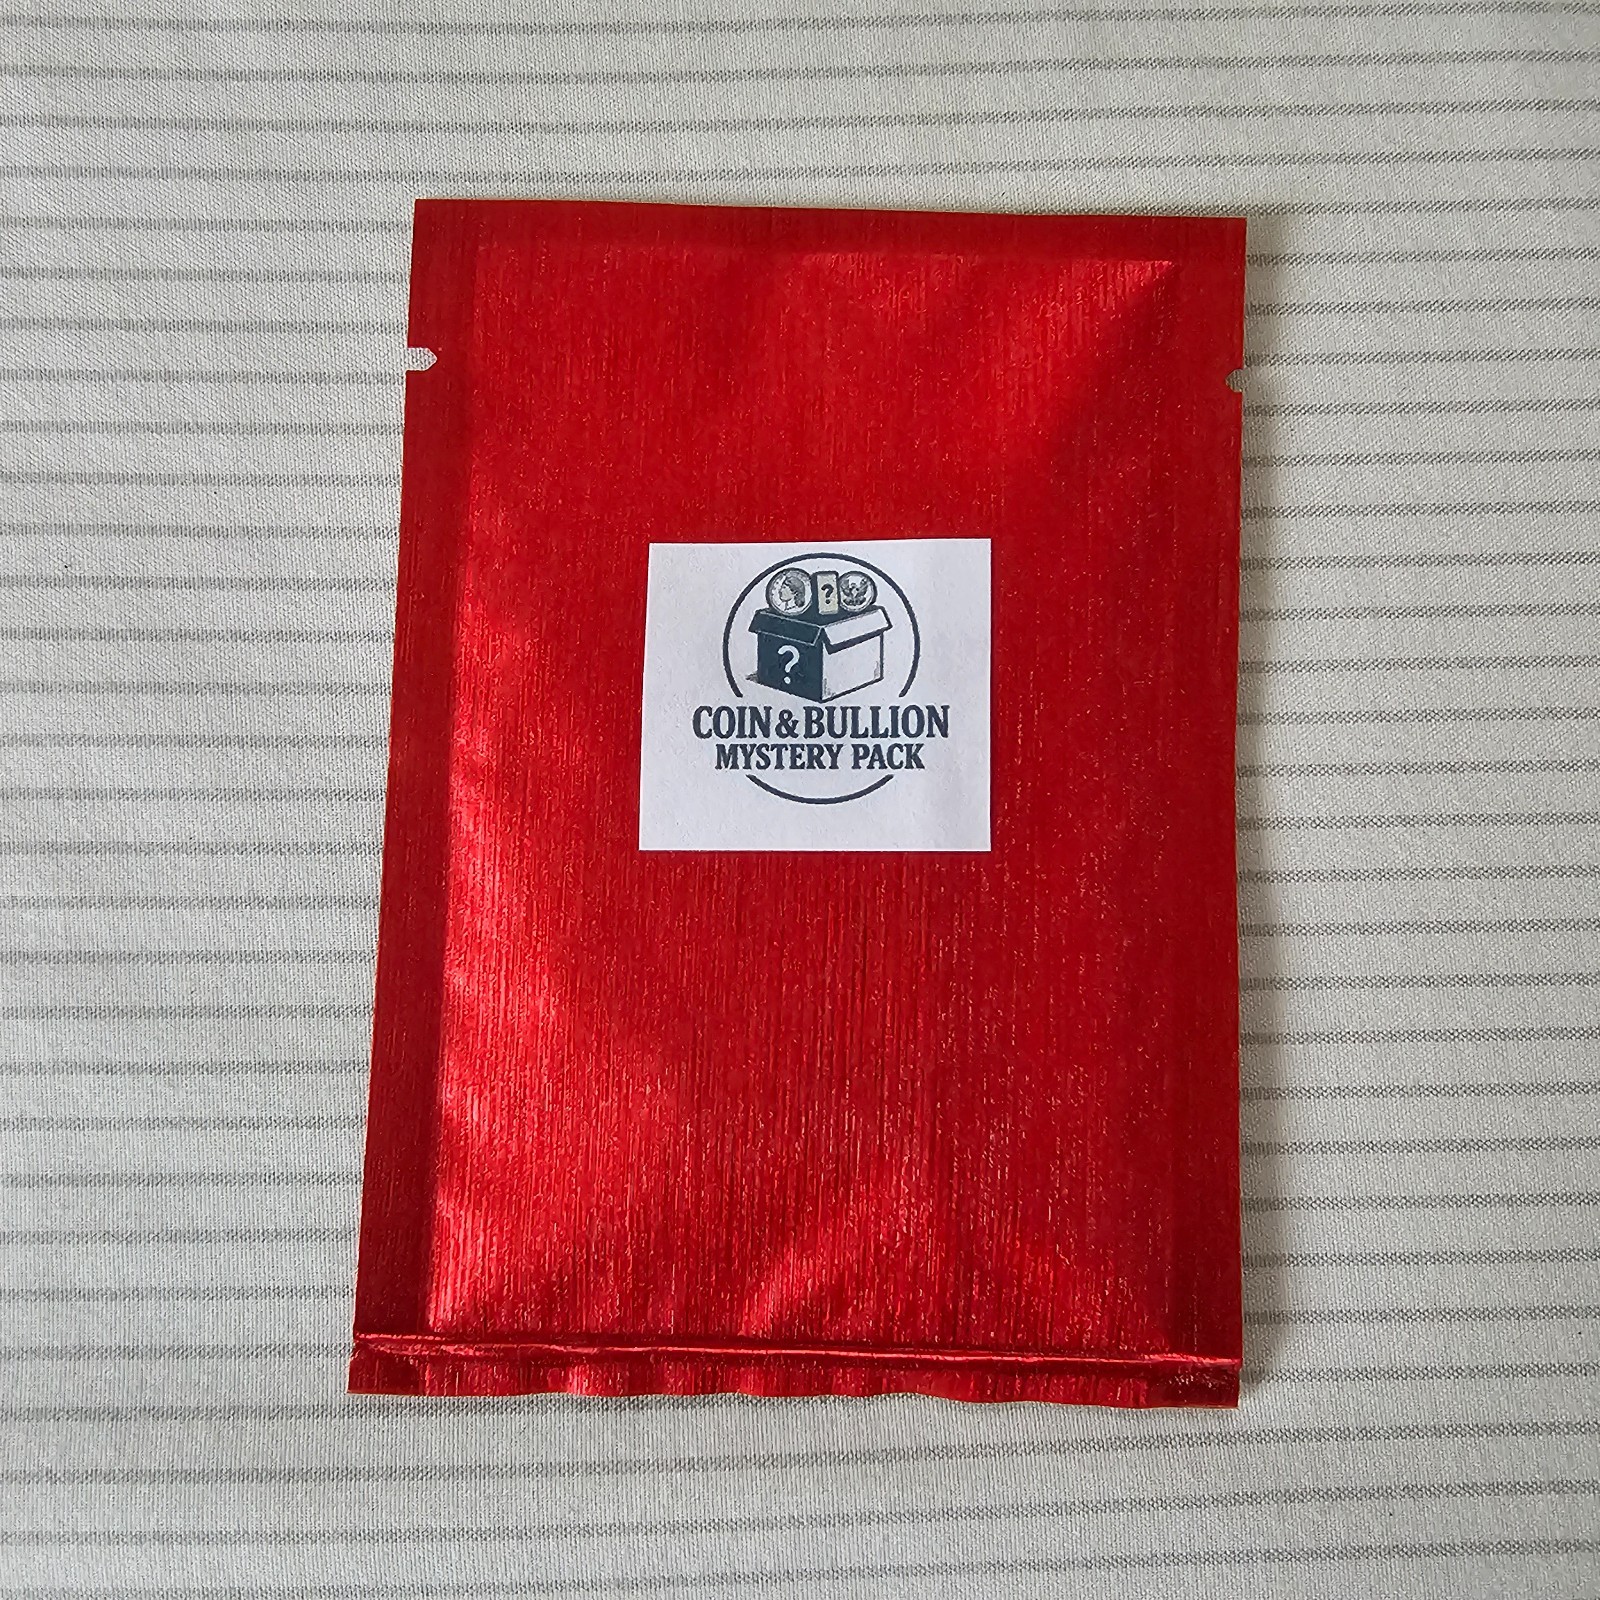 ?
?
COIN & BULLION
MYSTERY PACK